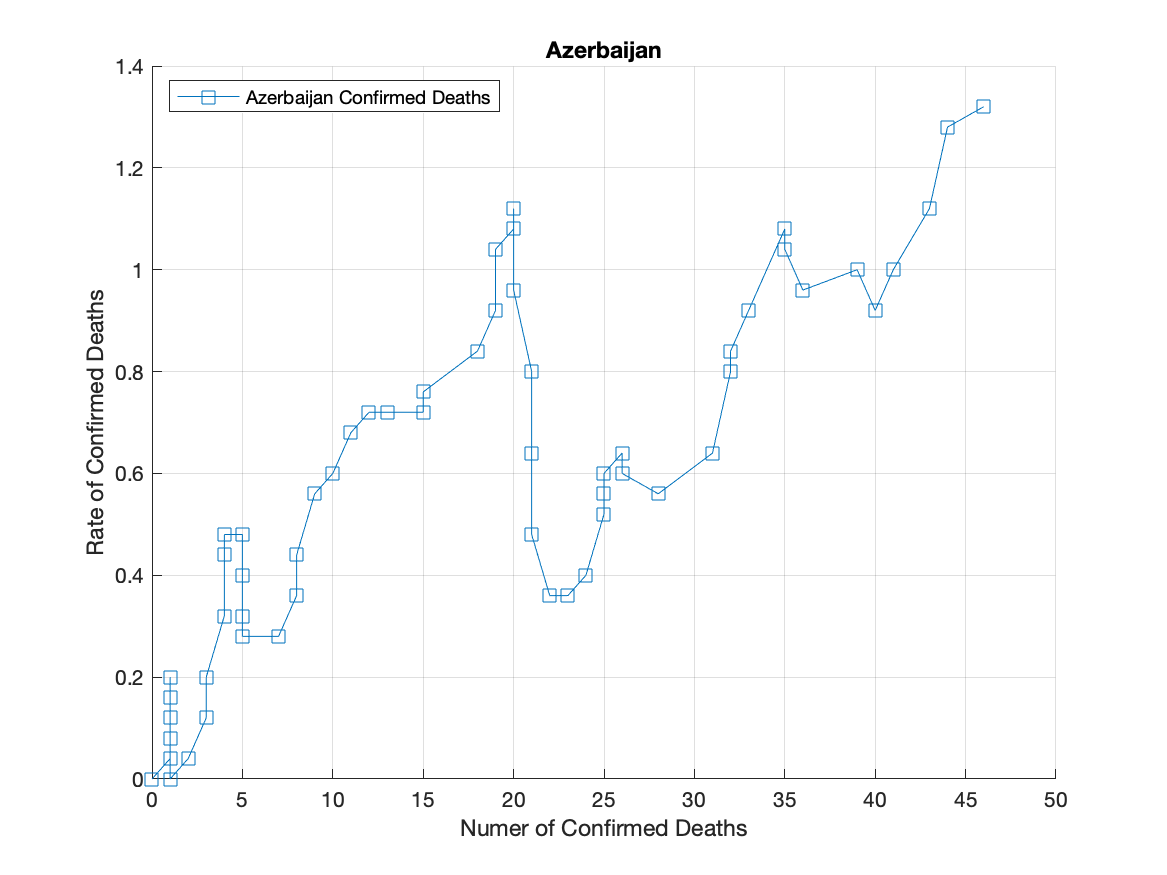 Azerbaijan
Azerbaijan Confirmed Deaths
1.4
1.2
1
0.8
0.6
0.4
0.2
0
Rate of Confirmed Deaths
0 5 10 15 20 25 30 35 40 45 50
Numer of Confirmed Deaths